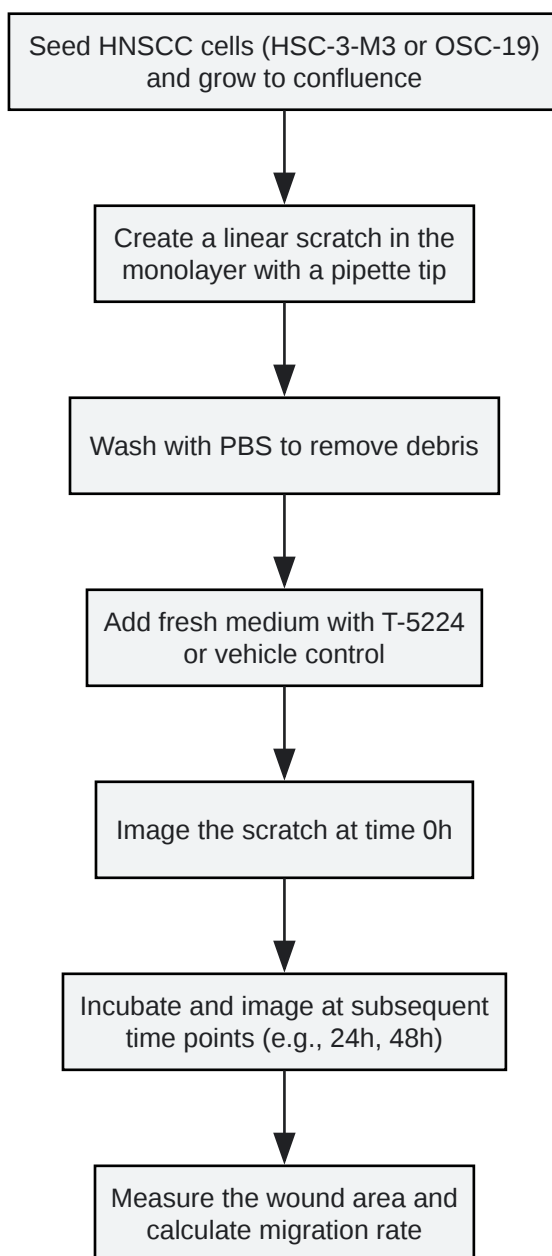 Seed HNSCC cells (HSC-3-M3 or OSC-19)
and grow to confluence
Create a linear scratch in the
monolayer with a pipette tip
Wash with PBS to remove debris
Add fresh medium with T-5224
or vehicle control
Image the scratch at time 0h
Incubate and image at subsequent
time points (e.g., 24h, 48h)
Measure the wound area and
calculate migration rate